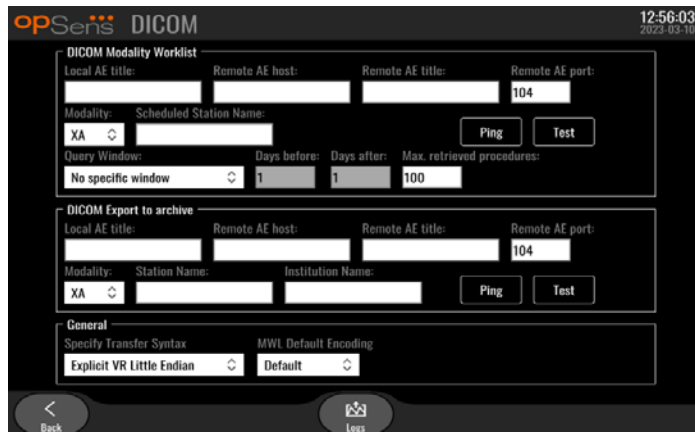 opSens DICOM
12:56:03
2023-03-10
DICOM Modality Worklist
Local AE title: Remote AE host: Remote AE title: Remote AE port:
104
Modality: Scheduled Station Name:
XA Ping Test
Query Window: Days before: Days after: Max. retrieved procedures:
No specific window 1 1 100
DICOM Export to archive
Local AE title: Remote AE host: Remote AE title: Remote AE port:
104
Modality: Station Name: Institution Name:
XA Ping Test
General
Specify Transfer Syntax MWL Default Encoding
Explicit VR Little Endian Default
Back Logs